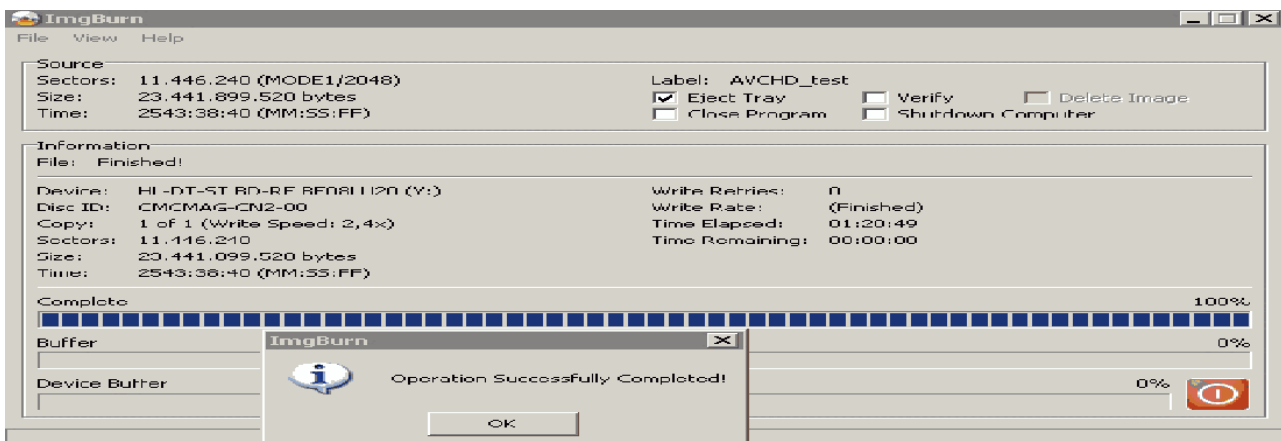 ImgBurn
File View Help
Source
Sectors: 11.446.240 (MODE1/2048)
Size: 23.441.899.520 bytes
Time: 2543:38:40 (MM:SS:FF)
Label: AVCHD_test
Eject Tray Verify Delete Image
Close Program Shutdown Computer
Information
File: Finished!
Device: HL-DT-ST BD-RE BE08LU20 (Y:)
Disc ID: CMCMAG-CN2-00
Copy: 1 of 1 (Write Speed: 2,4x)
Sectors: 11.446.240
Size: 23.441.899.520 bytes
Time: 2543:38:40 (MM:SS:FF)
Write Retries: 0
Write Rate: (Finished)
Time Elapsed: 01:20:49
Time Remaining: 00:00:00
Complete 100%
Buffer 0%
Device Buffer 0%
ImgBurn
Operation Successfully Completed!
OK